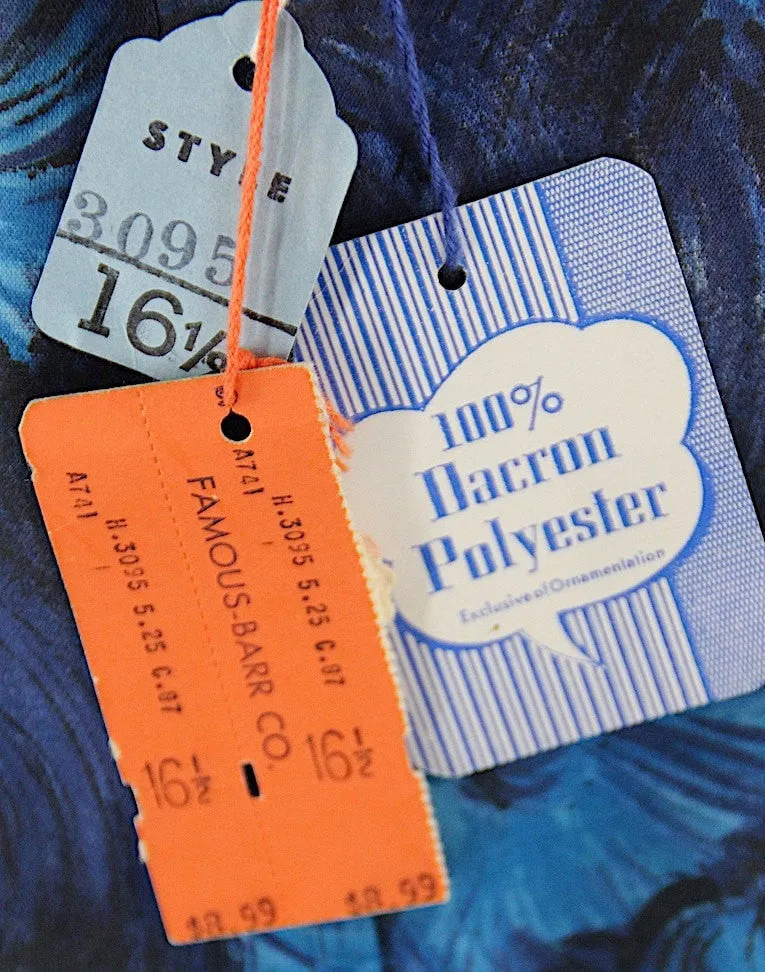 STYLE
3095
16½
100%
Dacron
Polyester
Exclusive of Ornamentation
A741
H.3095 5.25 C.07
FAMOUS-BARR CO.
A741
H.3095 5.25 C.07
16½
16½
$8.99
$8.99